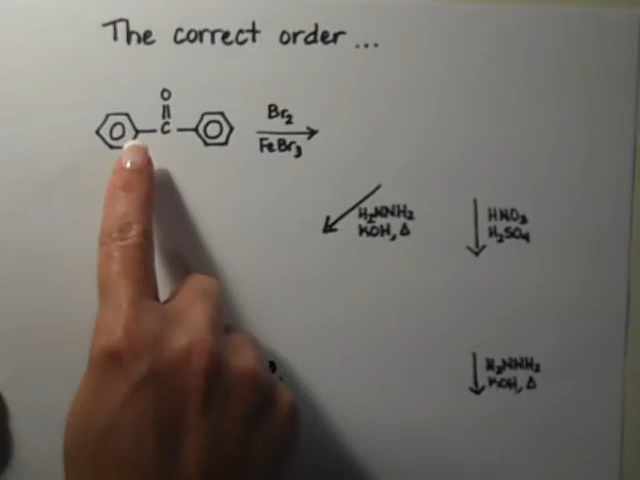 The correct order ...
O
C
Br2
FeBr3
H2NNH2
KOH, Δ
HNO3
H2SO4
H2NNH2
KOH, Δ